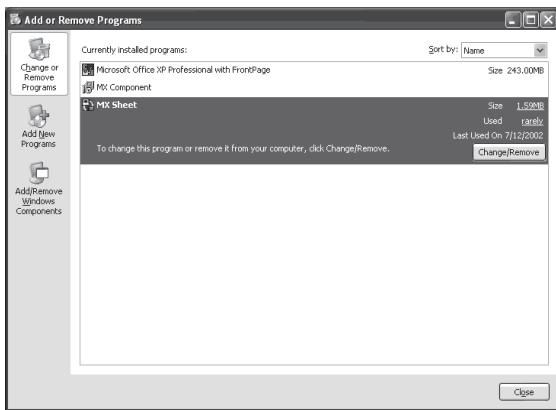 Add or Remove Programs
Change or
Remove
Programs
Add New
Programs
Add/Remove
Windows
Components
Currently installed programs:
Sort by: Name
Microsoft Office XP Professional with FrontPage
Size 243.00MB
MX Component
MX Sheet
Size 1.59MB
Used rarely
Last Used On 7/12/2002
To change this program or remove it from your computer, click Change/Remove.
Change/Remove
Close